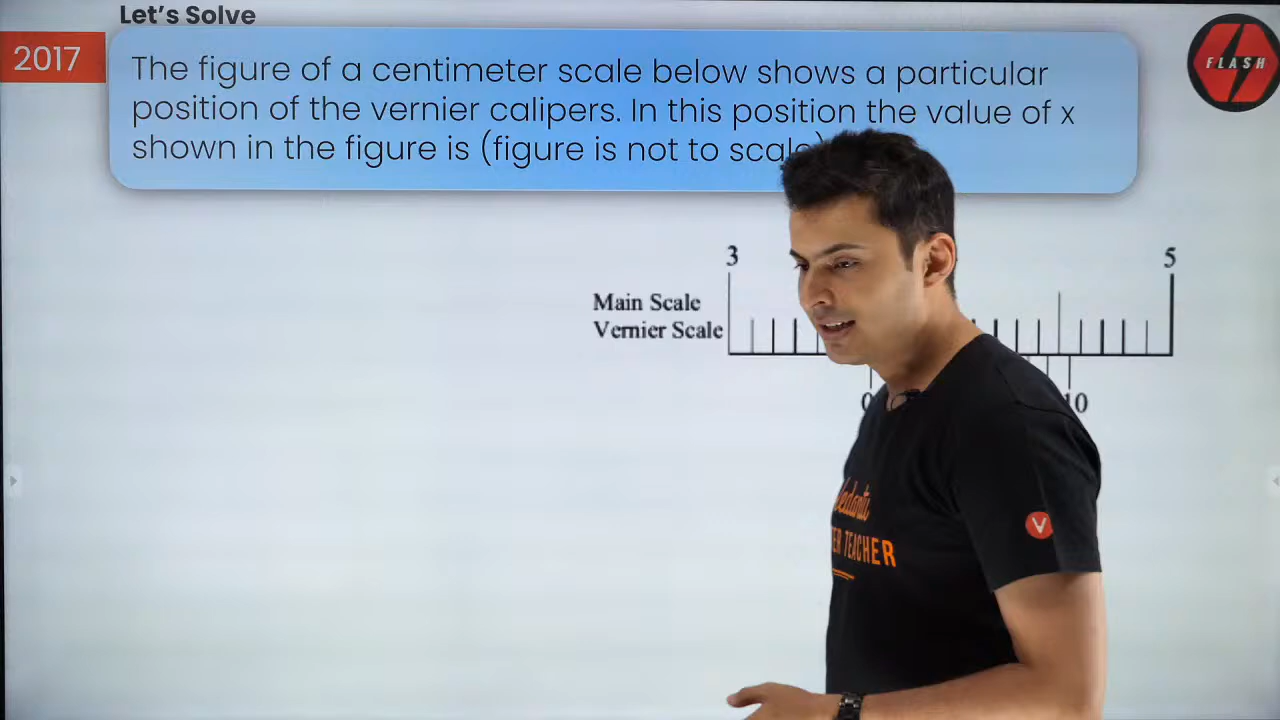 Let's Solve
2017
The figure of a centimeter scale below shows a particular
position of the vernier calipers. In this position the value of x
shown in the figure is (figure is not to scale)
FLASH
3
5
Main Scale
Vernier Scale
0
10
TEACHER
V